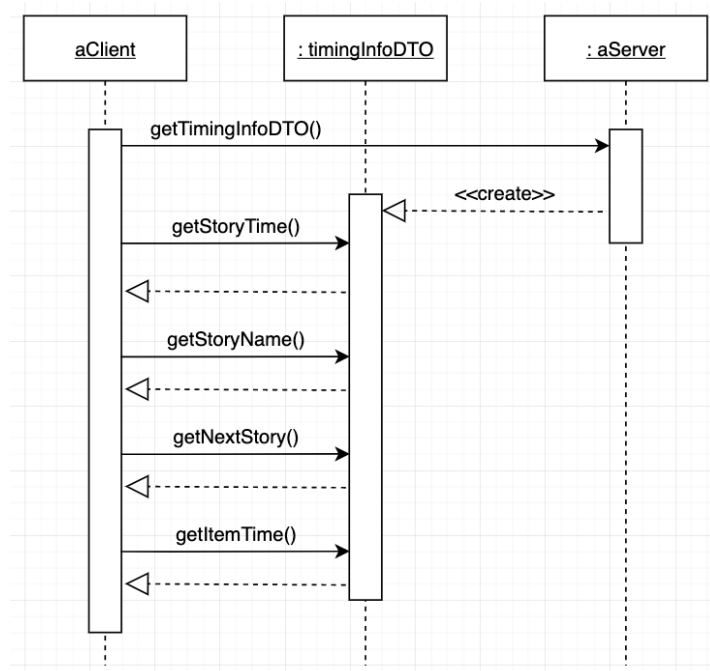 aClient
: timingInfoDTO
: aServer
getTimingInfoDTO()
<<create>>
getStoryTime()
getStoryName()
getNextStory()
getItemTime()